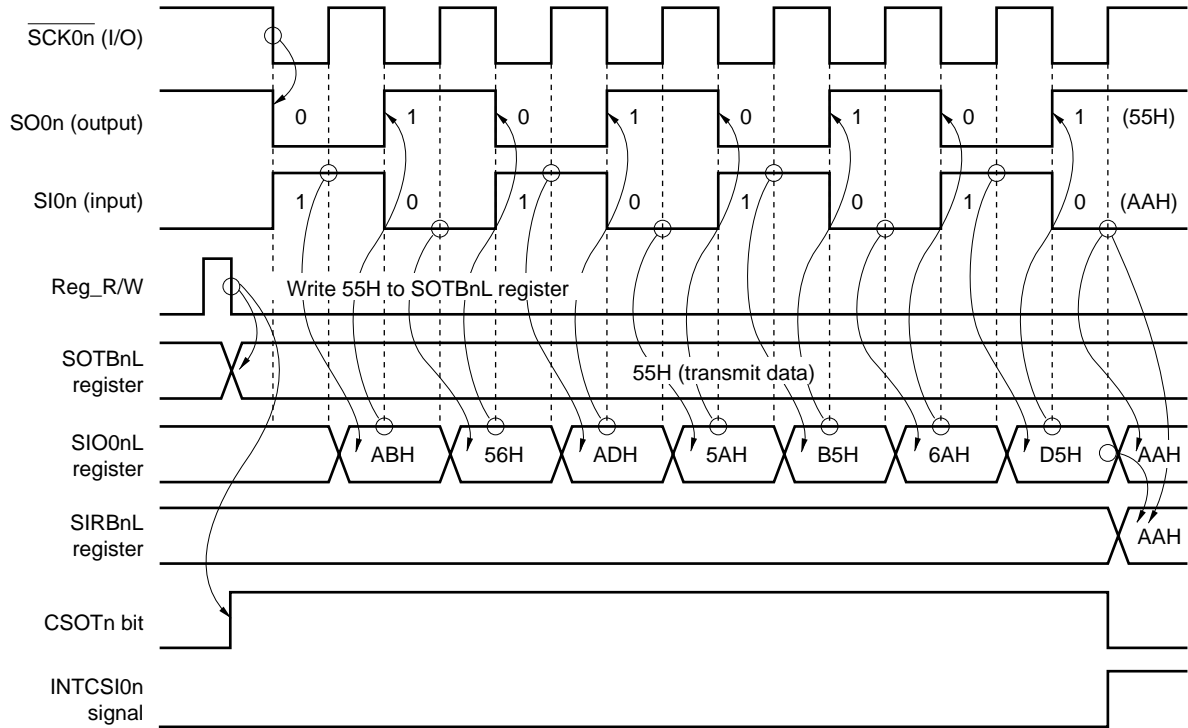 SCK0n (I/O)
SO0n (output)
0 1 0 1 0 1 0 1 (55H)
SI0n (input)
1 0 1 0 1 0 1 0 (AAH)
Reg_R/W
Write 55H to SOTBnL register
SOTBnL
register
55H (transmit data)
SIO0nL
register
ABH 56H ADH 5AH B5H 6AH D5H AAH
SIRBnL
register
AAH
CSOTn bit
INTCSI0n
signal